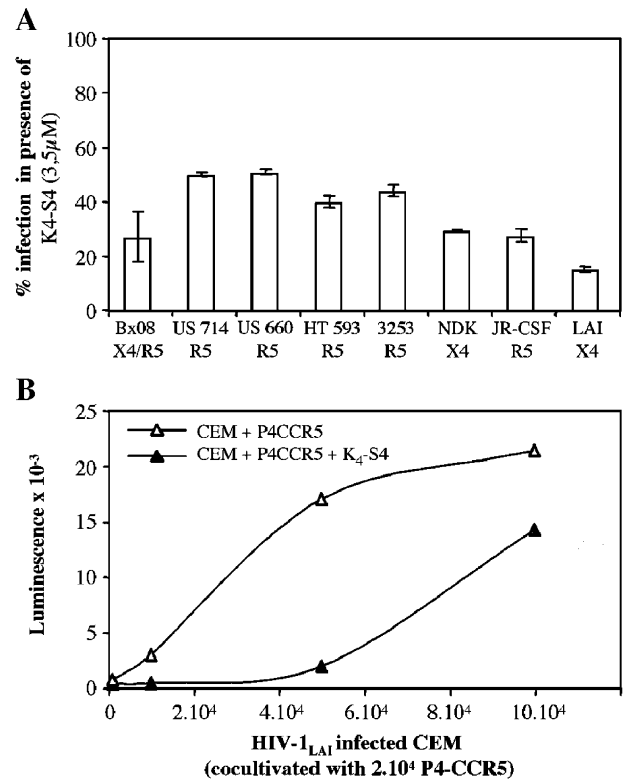 A
% infection in presence of
K4-S4 (3,5µM)
100
80
60
40
20
0
Bx08 US 714 US 660 HT 593 3253 NDK JR-CSF LAI
X4/R5 R5 R5 R5 R5 X4 R5 X4
B
Luminescence x 10-3
25
20
15
10
5
0
CEM + P4CCR5
CEM + P4CCR5 + K4-S4
0 2.10⁴ 4.10⁴ 6.10⁴ 8.10⁴ 10.10⁴
HIV-1LAI infected CEM
(cocultivated with 2.10⁴ P4-CCR5)